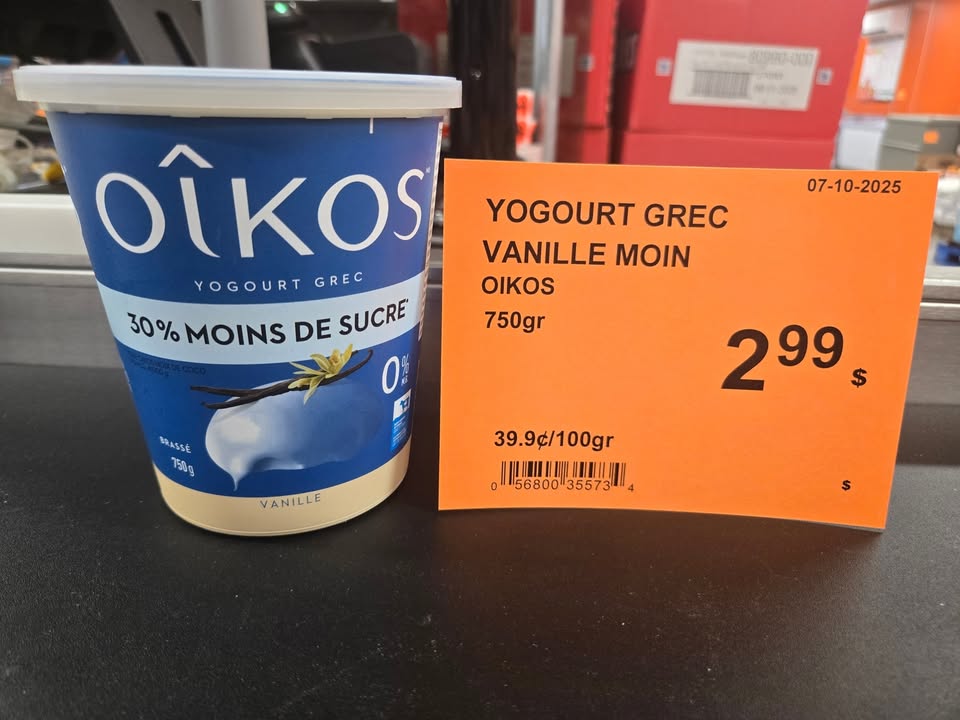 OÎKOS
YOGOURT GREC
30% MOINS DE SUCRE*
0%
M.G.
BRASSÉ
750g
VANILLE
07-10-2025
YOGOURT GREC
VANILLE MOIN
OIKOS
750gr
2.99 $
39.9¢/100gr
0 56800 35573 4
$